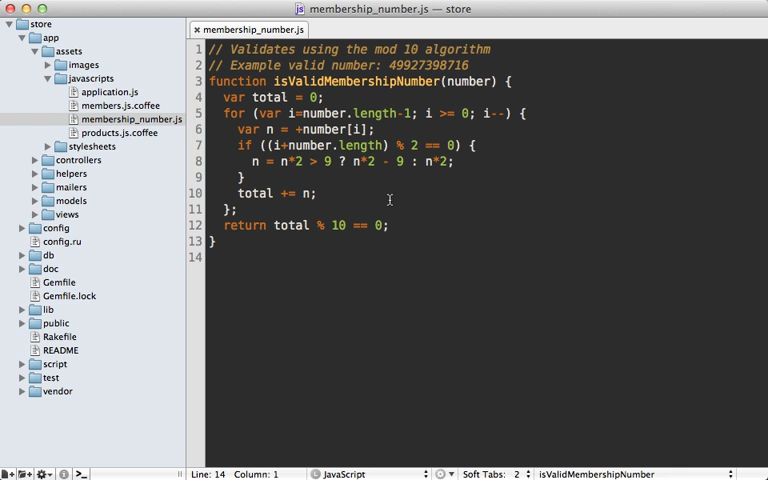 membership_number.js — store
store
app
assets
images
javascripts
application.js
members.js.coffee
membership_number.js
products.js.coffee
stylesheets
controllers
helpers
mailers
models
views
config
config.ru
db
doc
Gemfile
Gemfile.lock
lib
public
Rakefile
README
script
test
vendor
membership_number.js
1 // Validates using the mod 10 algorithm
2 // Example valid number: 49927398716
3 function isValidMembershipNumber(number) {
4   var total = 0;
5   for (var i=number.length-1; i >= 0; i--) {
6     var n = +number[i];
7     if ((i+number.length) % 2 == 0) {
8       n = n*2 > 9 ? n*2 - 9 : n*2;
9     }
10     total += n;
11   };
12   return total % 10 == 0;
13 }
14
Line: 14 Column: 1 JavaScript Soft Tabs: 2 isValidMembershipNumber